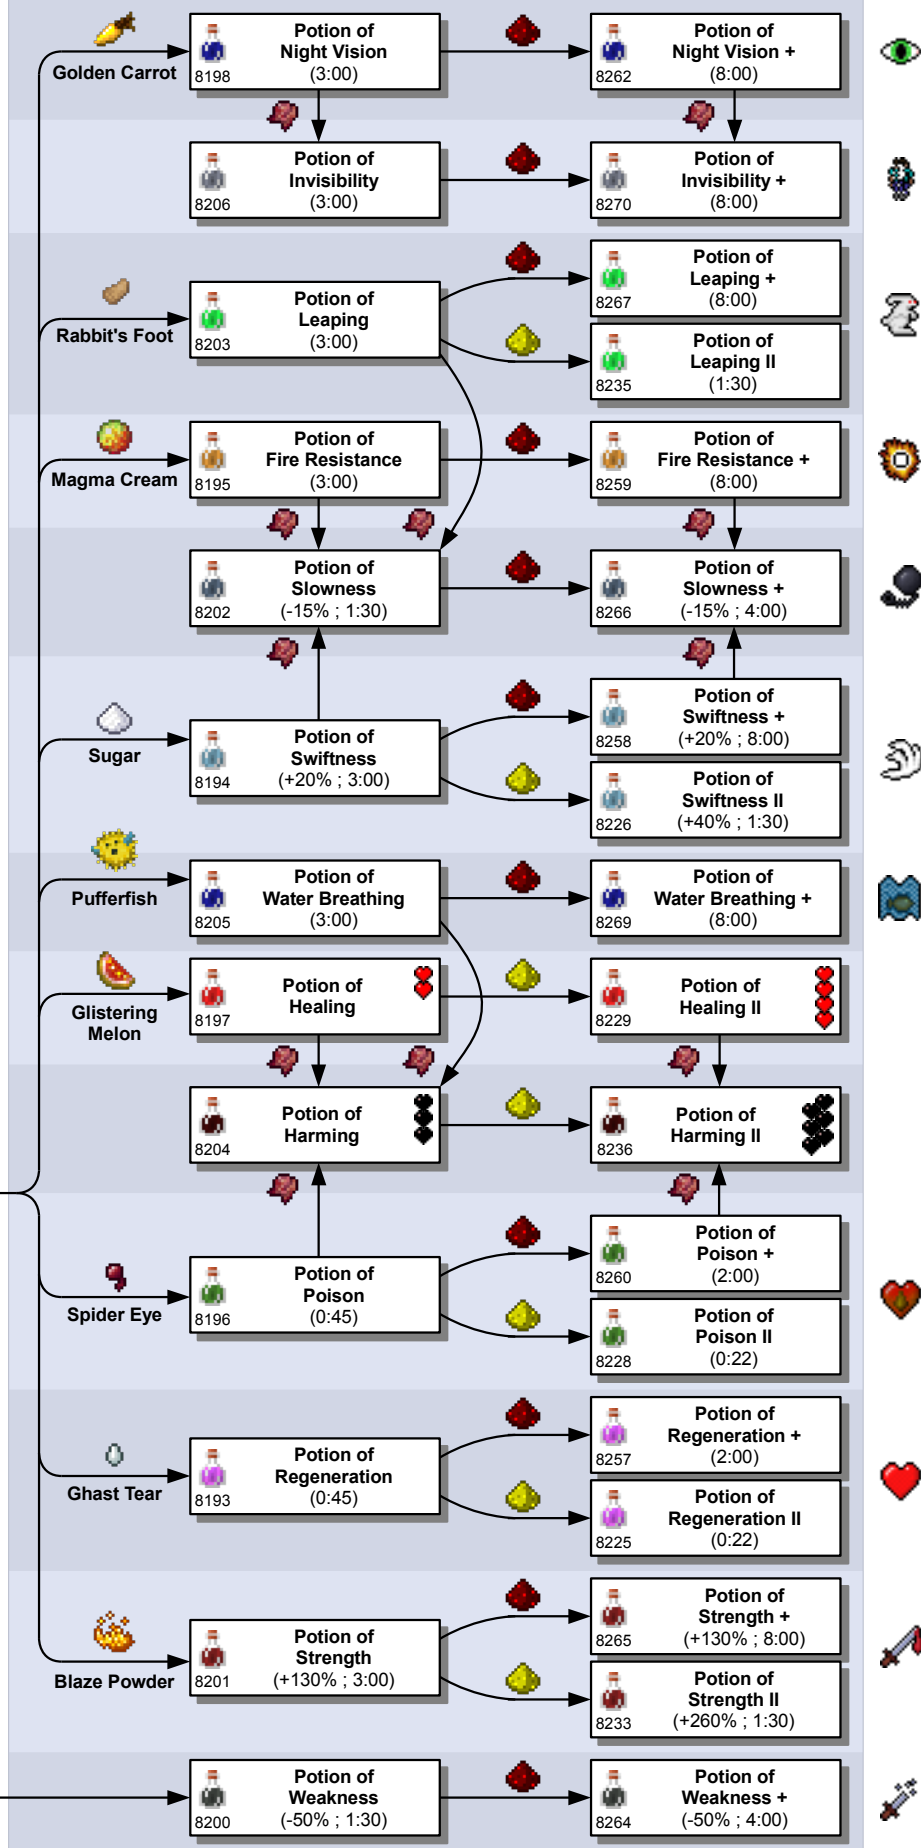 Golden Carrot
Potion of
Night Vision
(3:00)
8198
Potion of
Night Vision +
(8:00)
8262
Potion of
Invisibility
(3:00)
8206
Potion of
Invisibility +
(8:00)
8270
Rabbit's Foot
Potion of
Leaping
(3:00)
8203
Potion of
Leaping +
(8:00)
8267
Potion of
Leaping II
(1:30)
8235
Magma Cream
Potion of
Fire Resistance
(3:00)
8195
Potion of
Fire Resistance +
(8:00)
8259
Potion of
Slowness
(-15% ; 1:30)
8202
Potion of
Slowness +
(-15% ; 4:00)
8266
Sugar
Potion of
Swiftness
(+20% ; 3:00)
8194
Potion of
Swiftness +
(+20% ; 8:00)
8258
Potion of
Swiftness II
(+40% ; 1:30)
8226
Pufferfish
Potion of
Water Breathing
(3:00)
8205
Potion of
Water Breathing +
(8:00)
8269
Glistering
Melon
Potion of
Healing
8197
Potion of
Healing II
8229
Potion of
Harming
8204
Potion of
Harming II
8236
Spider Eye
Potion of
Poison
(0:45)
8196
Potion of
Poison +
(2:00)
8260
Potion of
Poison II
(0:22)
8228
Ghast Tear
Potion of
Regeneration
(0:45)
8193
Potion of
Regeneration +
(2:00)
8257
Potion of
Regeneration II
(0:22)
8225
Blaze Powder
Potion of
Strength
(+130% ; 3:00)
8201
Potion of
Strength +
(+130% ; 8:00)
8265
Potion of
Strength II
(+260% ; 1:30)
8233
Potion of
Weakness
(-50% ; 1:30)
8200
Potion of
Weakness +
(-50% ; 4:00)
8264